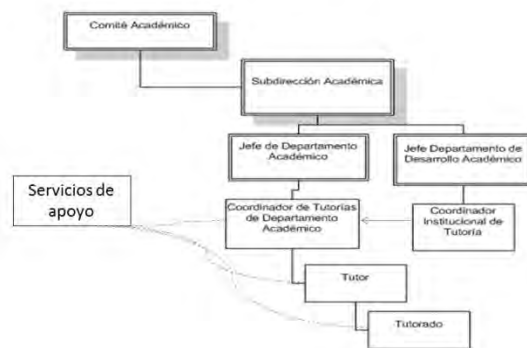 Comité Académico
Subdirección Académica
Jefe de Departamento
Académico
Jefe Departamento de
Desarrollo Académico
Servicios de
apoyo
Coordinador de Tutorías
de Departamento
Académico
Coordinador
Institucional de
Tutoría
Tutor
Tutorado